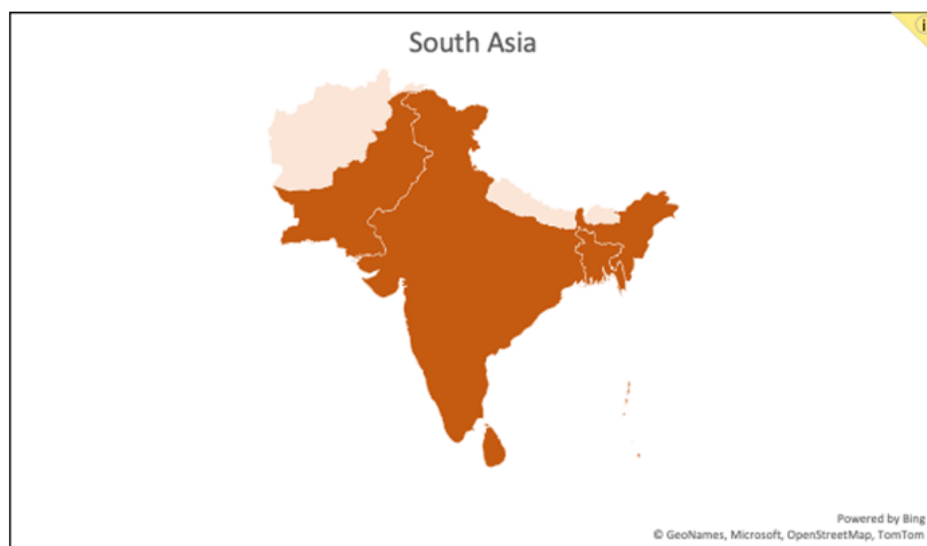 South Asia
Powered by Bing
© GeoNames, Microsoft, OpenStreetMap, TomTom